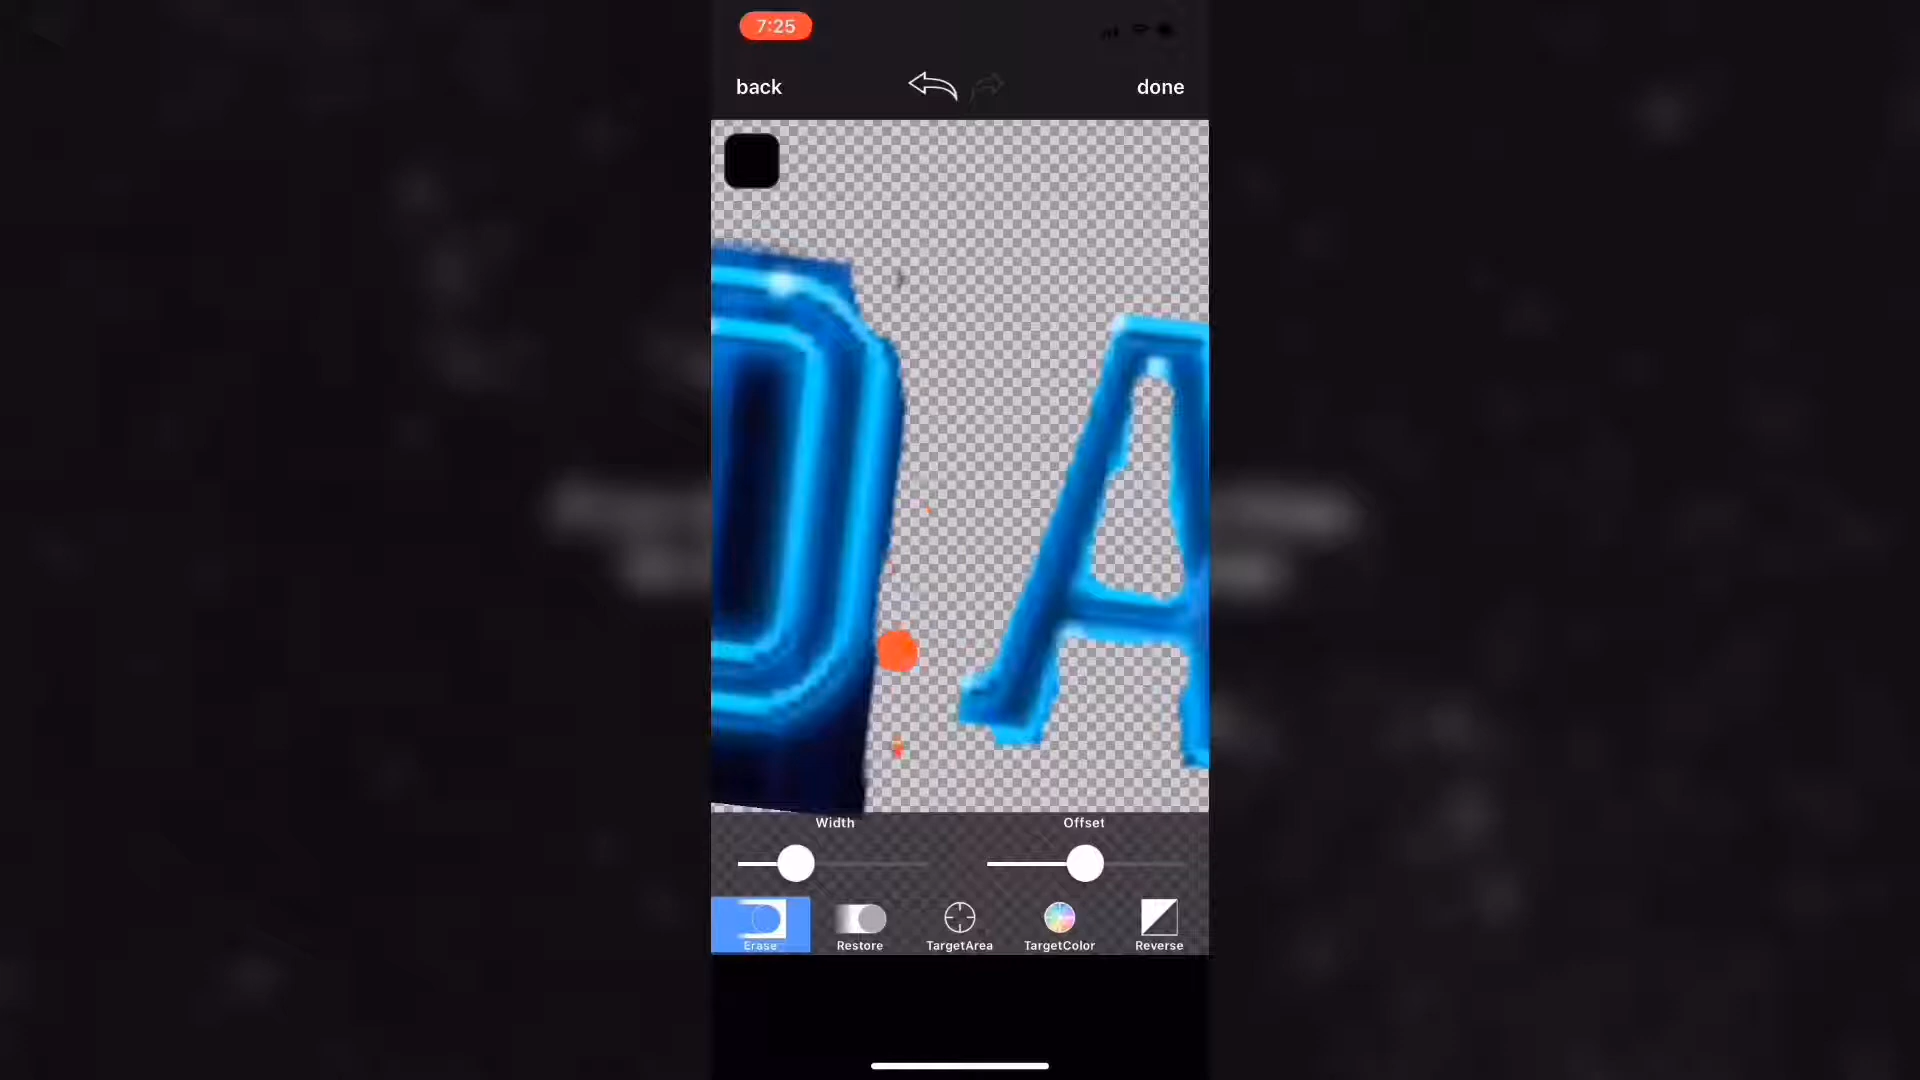 7:25
back
done
A
Width
Offset
Erase
Restore
TargetArea
TargetColor
Reverse